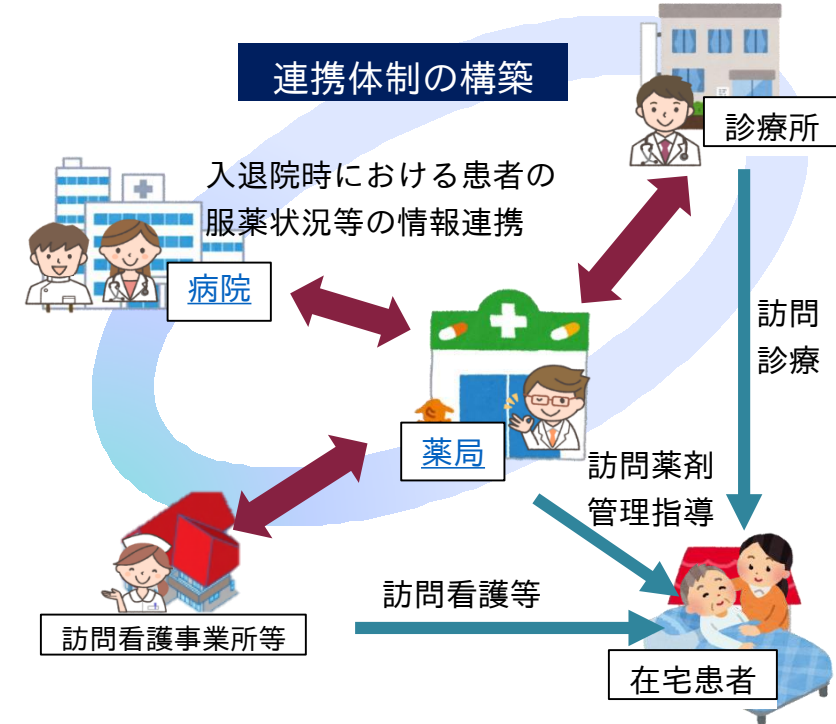 連携体制の構築
診療所
入退院時における患者の
服薬状況等の情報連携
病院
訪問
診療
薬局
訪問薬剤
管理指導
訪問看護等
訪問看護事業所等
在宅患者